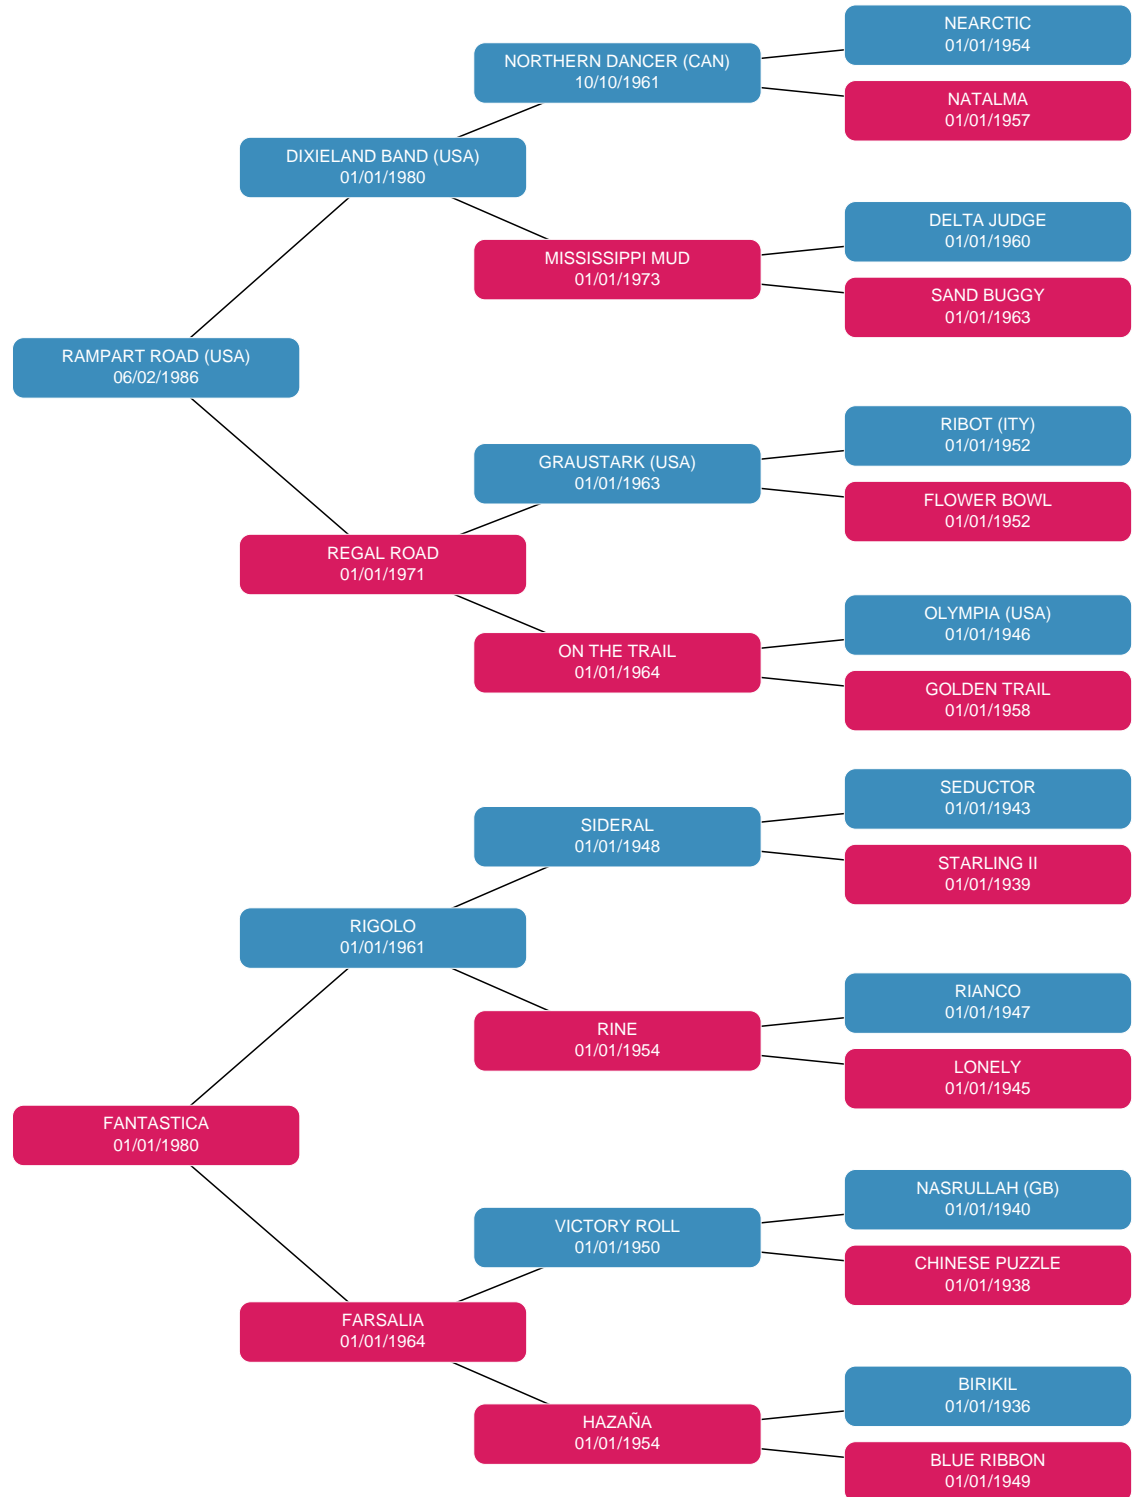 NEARCTIC
01/01/1954
NORTHERN DANCER (CAN)
10/10/1961
NATALMA
01/01/1957
DIXIELAND BAND (USA)
01/01/1980
DELTA JUDGE
01/01/1960
MISSISSIPPI MUD
01/01/1973
SAND BUGGY
01/01/1963
RAMPART ROAD (USA)
06/02/1986
RIBOT (ITY)
01/01/1952
GRAUSTARK (USA)
01/01/1963
FLOWER BOWL
01/01/1952
REGAL ROAD
01/01/1971
OLYMPIA (USA)
01/01/1946
ON THE TRAIL
01/01/1964
GOLDEN TRAIL
01/01/1958
SEDUCTOR
01/01/1943
SIDERAL
01/01/1948
STARLING II
01/01/1939
RIGOLO
01/01/1961
RIANCO
01/01/1947
RINE
01/01/1954
LONELY
01/01/1945
FANTASTICA
01/01/1980
NASRULLAH (GB)
01/01/1940
VICTORY ROLL
01/01/1950
CHINESE PUZZLE
01/01/1938
FARSALIA
01/01/1964
BIRIKIL
01/01/1936
HAZAÑA
01/01/1954
BLUE RIBBON
01/01/1949